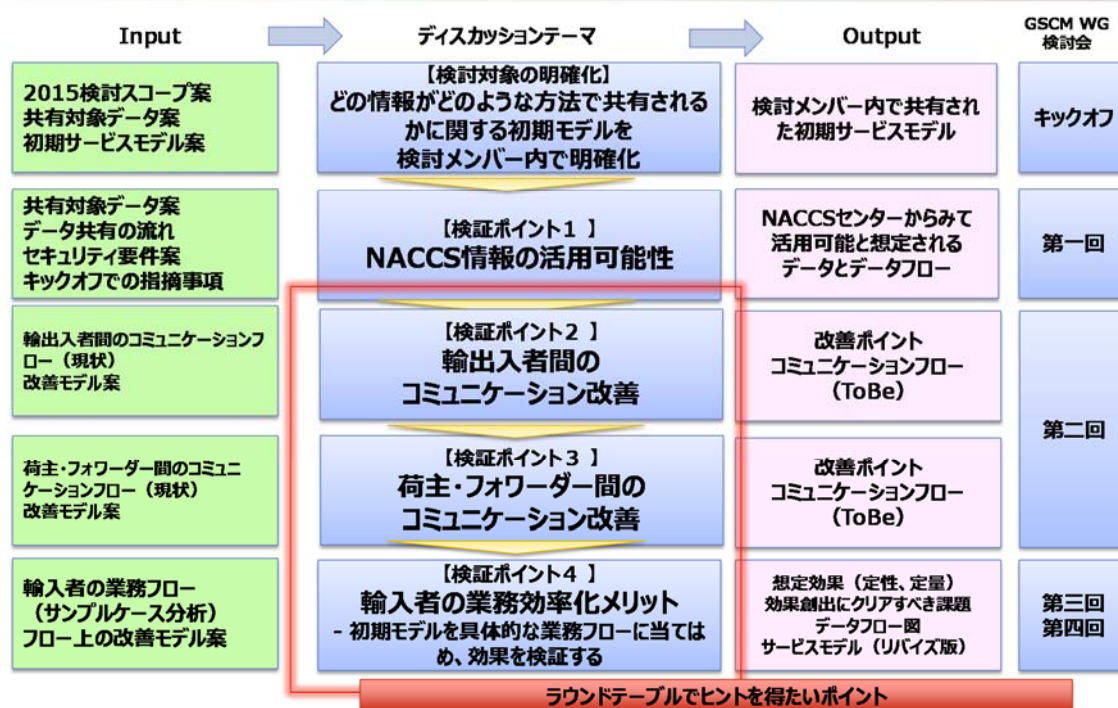 Input
ディスカッションテーマ
Output
GSCM WG
検討会
2015検討スコープ案
共有対象データ案
初期サービスモデル案
【検討対象の明確化】
どの情報がどのような方法で共有される
かに関する初期モデルを
検討メンバー内で明確化
検討メンバー内で共有され
た初期サービスモデル
キックオフ
共有対象データ案
データ共有の流れ
セキュリティ要件案
キックオフでの指摘事項
【検証ポイント1 】
NACCS情報の活用可能性
NACCSセンターからみて
活用可能と想定される
データとデータフロー
第一回
輸出入者間のコミュニケーションフ
ロー（現状）
改善モデル案
【検証ポイント2 】
輸出入者間の
コミュニケーション改善
改善ポイント
コミュニケーションフロー
（ToBe）
第二回
荷主・フォワーダー間のコミュニ
ケーションフロー（現状）
改善モデル案
【検証ポイント3 】
荷主・フォワーダー間の
コミュニケーション改善
改善ポイント
コミュニケーションフロー
（ToBe）
輸入者の業務フロー
（サンプルケース分析）
フロー上の改善モデル案
【検証ポイント4 】
輸入者の業務効率化メリット
- 初期モデルを具体的な業務フローに当ては
め、効果を検証する
想定効果（定性、定量）
効果創出にクリアすべき課題
データフロー図
サービスモデル（リバイズ版）
第三回
第四回
ラウンドテーブルでヒントを得たいポイント